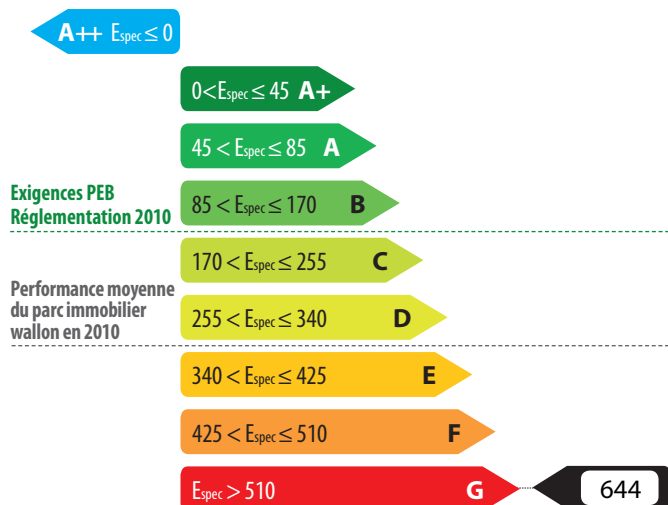 A++ Espec ≤ 0
0<Espec ≤ 45 A+
45 < Espec ≤ 85 A
Exigences PEB
Réglementation 2010
85 < Espec ≤ 170 B
170 < Espec ≤ 255 C
Performance moyenne
du parc immobilier
wallon en 2010
255 < Espec ≤ 340 D
340 < Espec ≤ 425 E
425 < Espec ≤ 510 F
Espec > 510 G
644